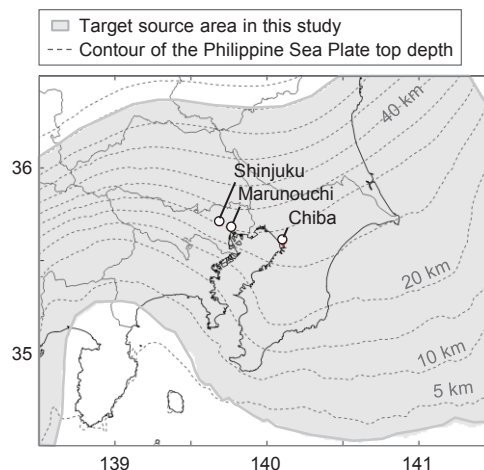 Target source area in this study
Contour of the Philippine Sea Plate top depth
40 km
36
Shinjuku
Marunouchi
Chiba
20 km
35
10 km
5 km
139
140
141